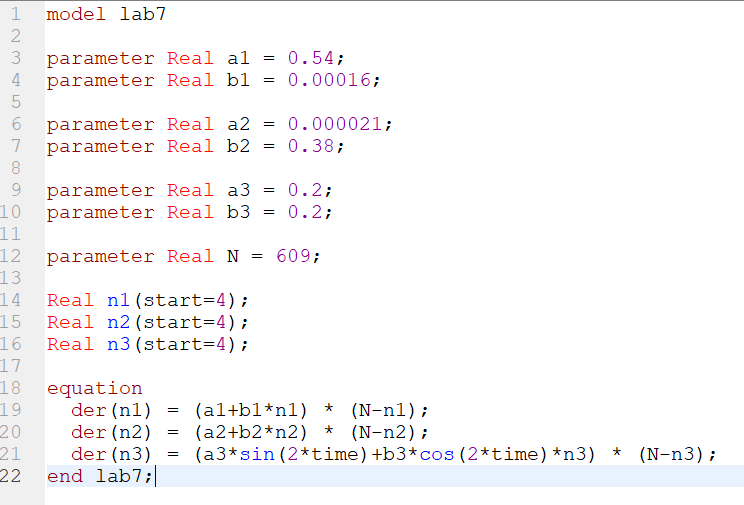 1 model lab7
2
3 parameter Real a1 = 0.54;
4 parameter Real b1 = 0.00016;
5
6 parameter Real a2 = 0.000021;
7 parameter Real b2 = 0.38;
8
9 parameter Real a3 = 0.2;
10 parameter Real b3 = 0.2;
11
12 parameter Real N = 609;
13
14 Real n1(start=4);
15 Real n2(start=4);
16 Real n3(start=4);
17
18 equation
19 der(n1) = (a1+b1*n1) * (N-n1);
20 der(n2) = (a2+b2*n2) * (N-n2);
21 der(n3) = (a3*sin(2*time)+b3*cos(2*time)*n3) * (N-n3);
22 end lab7;